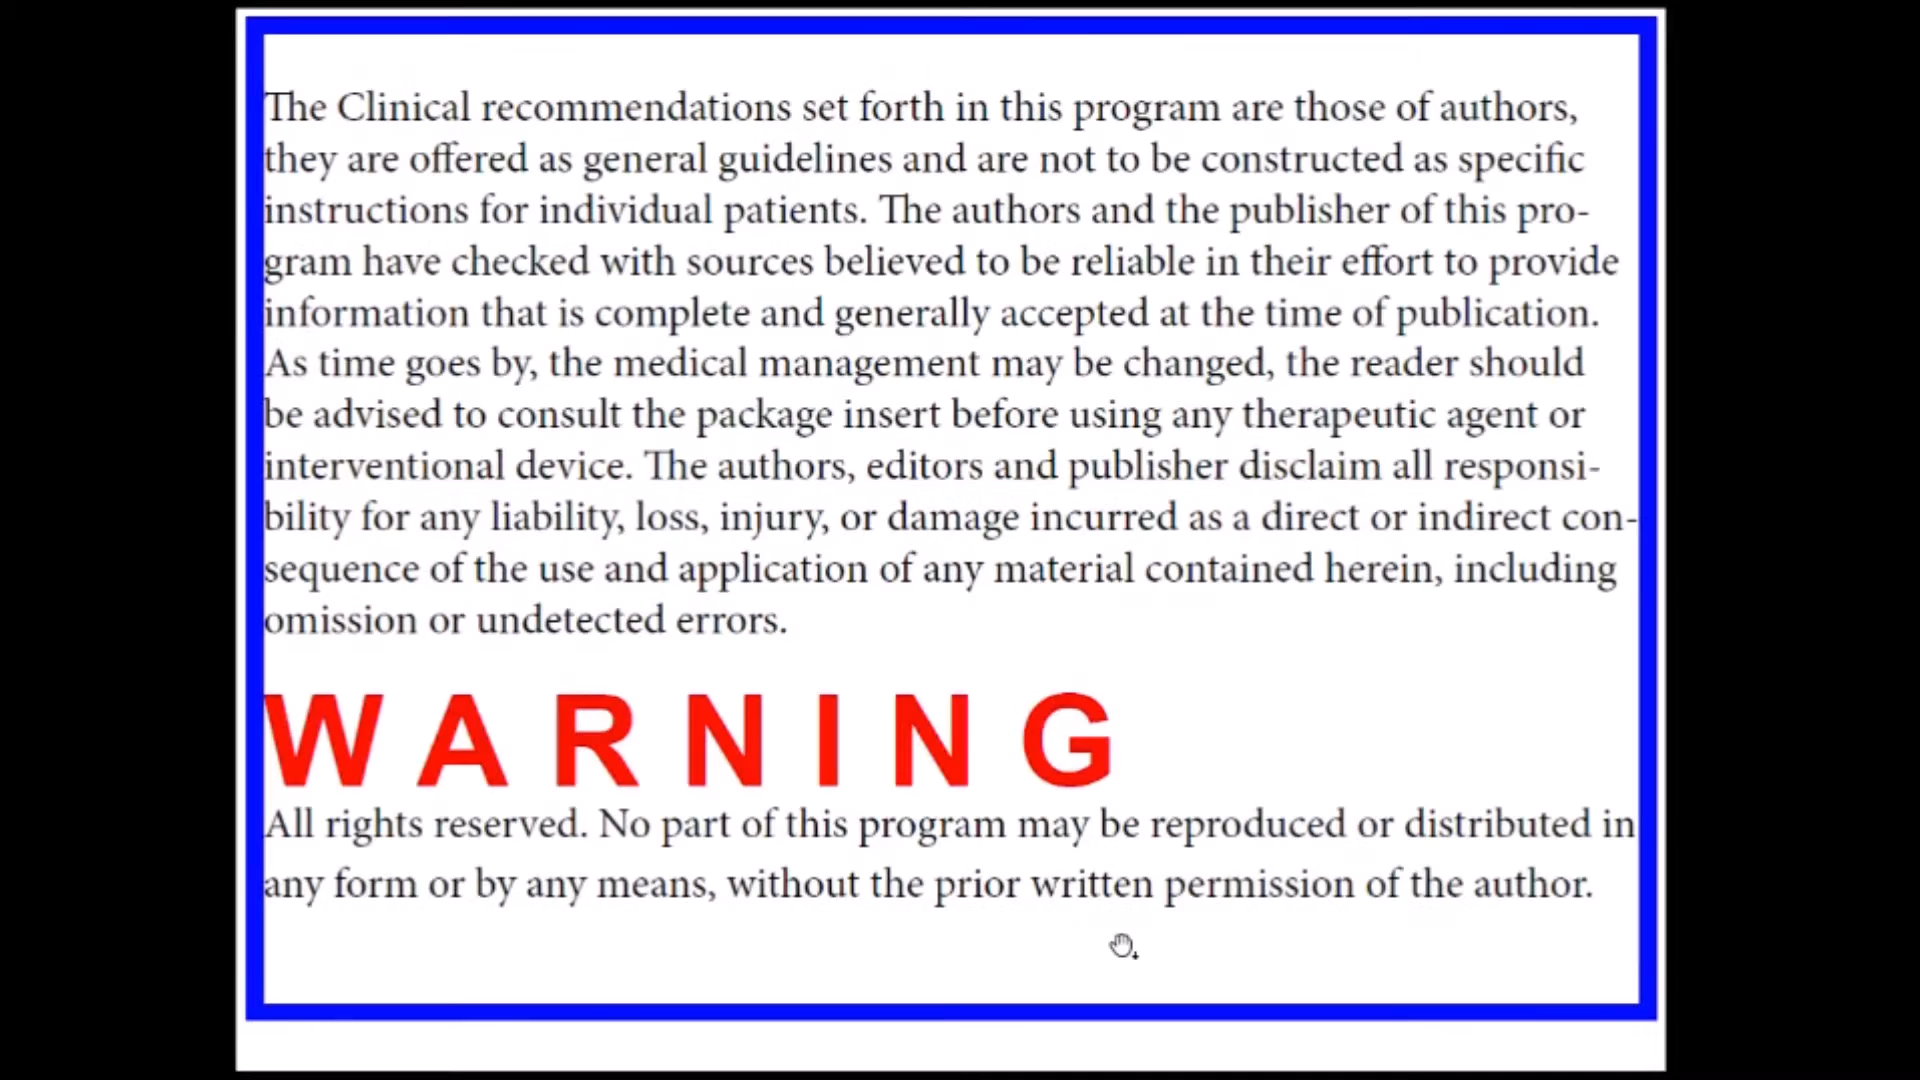 The Clinical recommendations set forth in this program are those of authors,
they are offered as general guidelines and are not to be constructed as specific
instructions for individual patients. The authors and the publisher of this pro-
gram have checked with sources believed to be reliable in their effort to provide
information that is complete and generally accepted at the time of publication.
As time goes by, the medical management may be changed, the reader should
be advised to consult the package insert before using any therapeutic agent or
interventional device. The authors, editors and publisher disclaim all responsi-
bility for any liability, loss, injury, or damage incurred as a direct or indirect con-
sequence of the use and application of any material contained herein, including
omission or undetected errors.
W A R N I N G
All rights reserved. No part of this program may be reproduced or distributed in
any form or by any means, without the prior written permission of the author.